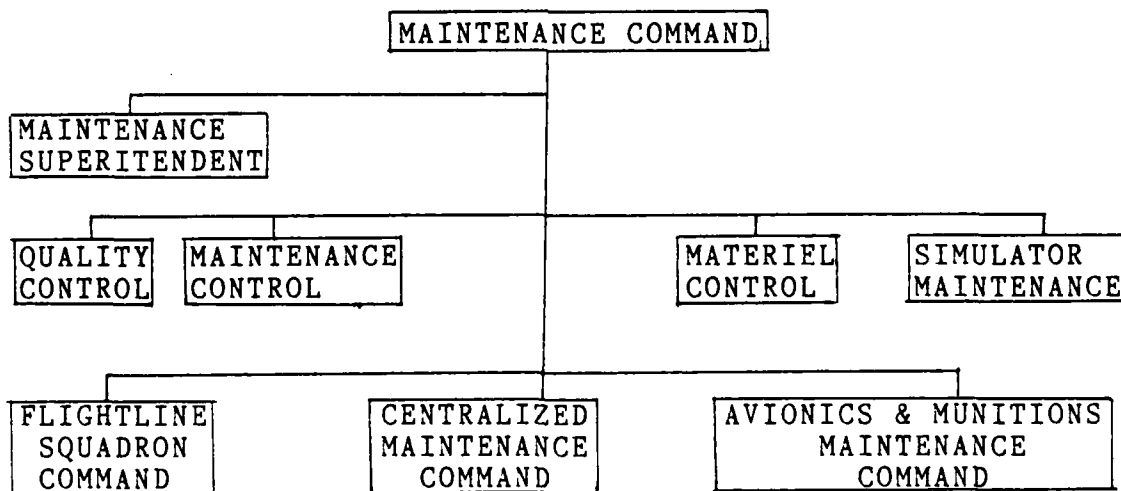 MAINTENANCE COMMAND
MAINTENANCE
SUPERITENDENT
QUALITY
CONTROL
MAINTENANCE
CONTROL
MATERIEL
CONTROL
SIMULATOR
MAINTENANCE
FLIGHTLINE
SQUADRON
COMMAND
CENTRALIZED
MAINTENANCE
COMMAND
AVIONICS & MUNITIONS
MAINTENANCE
COMMAND